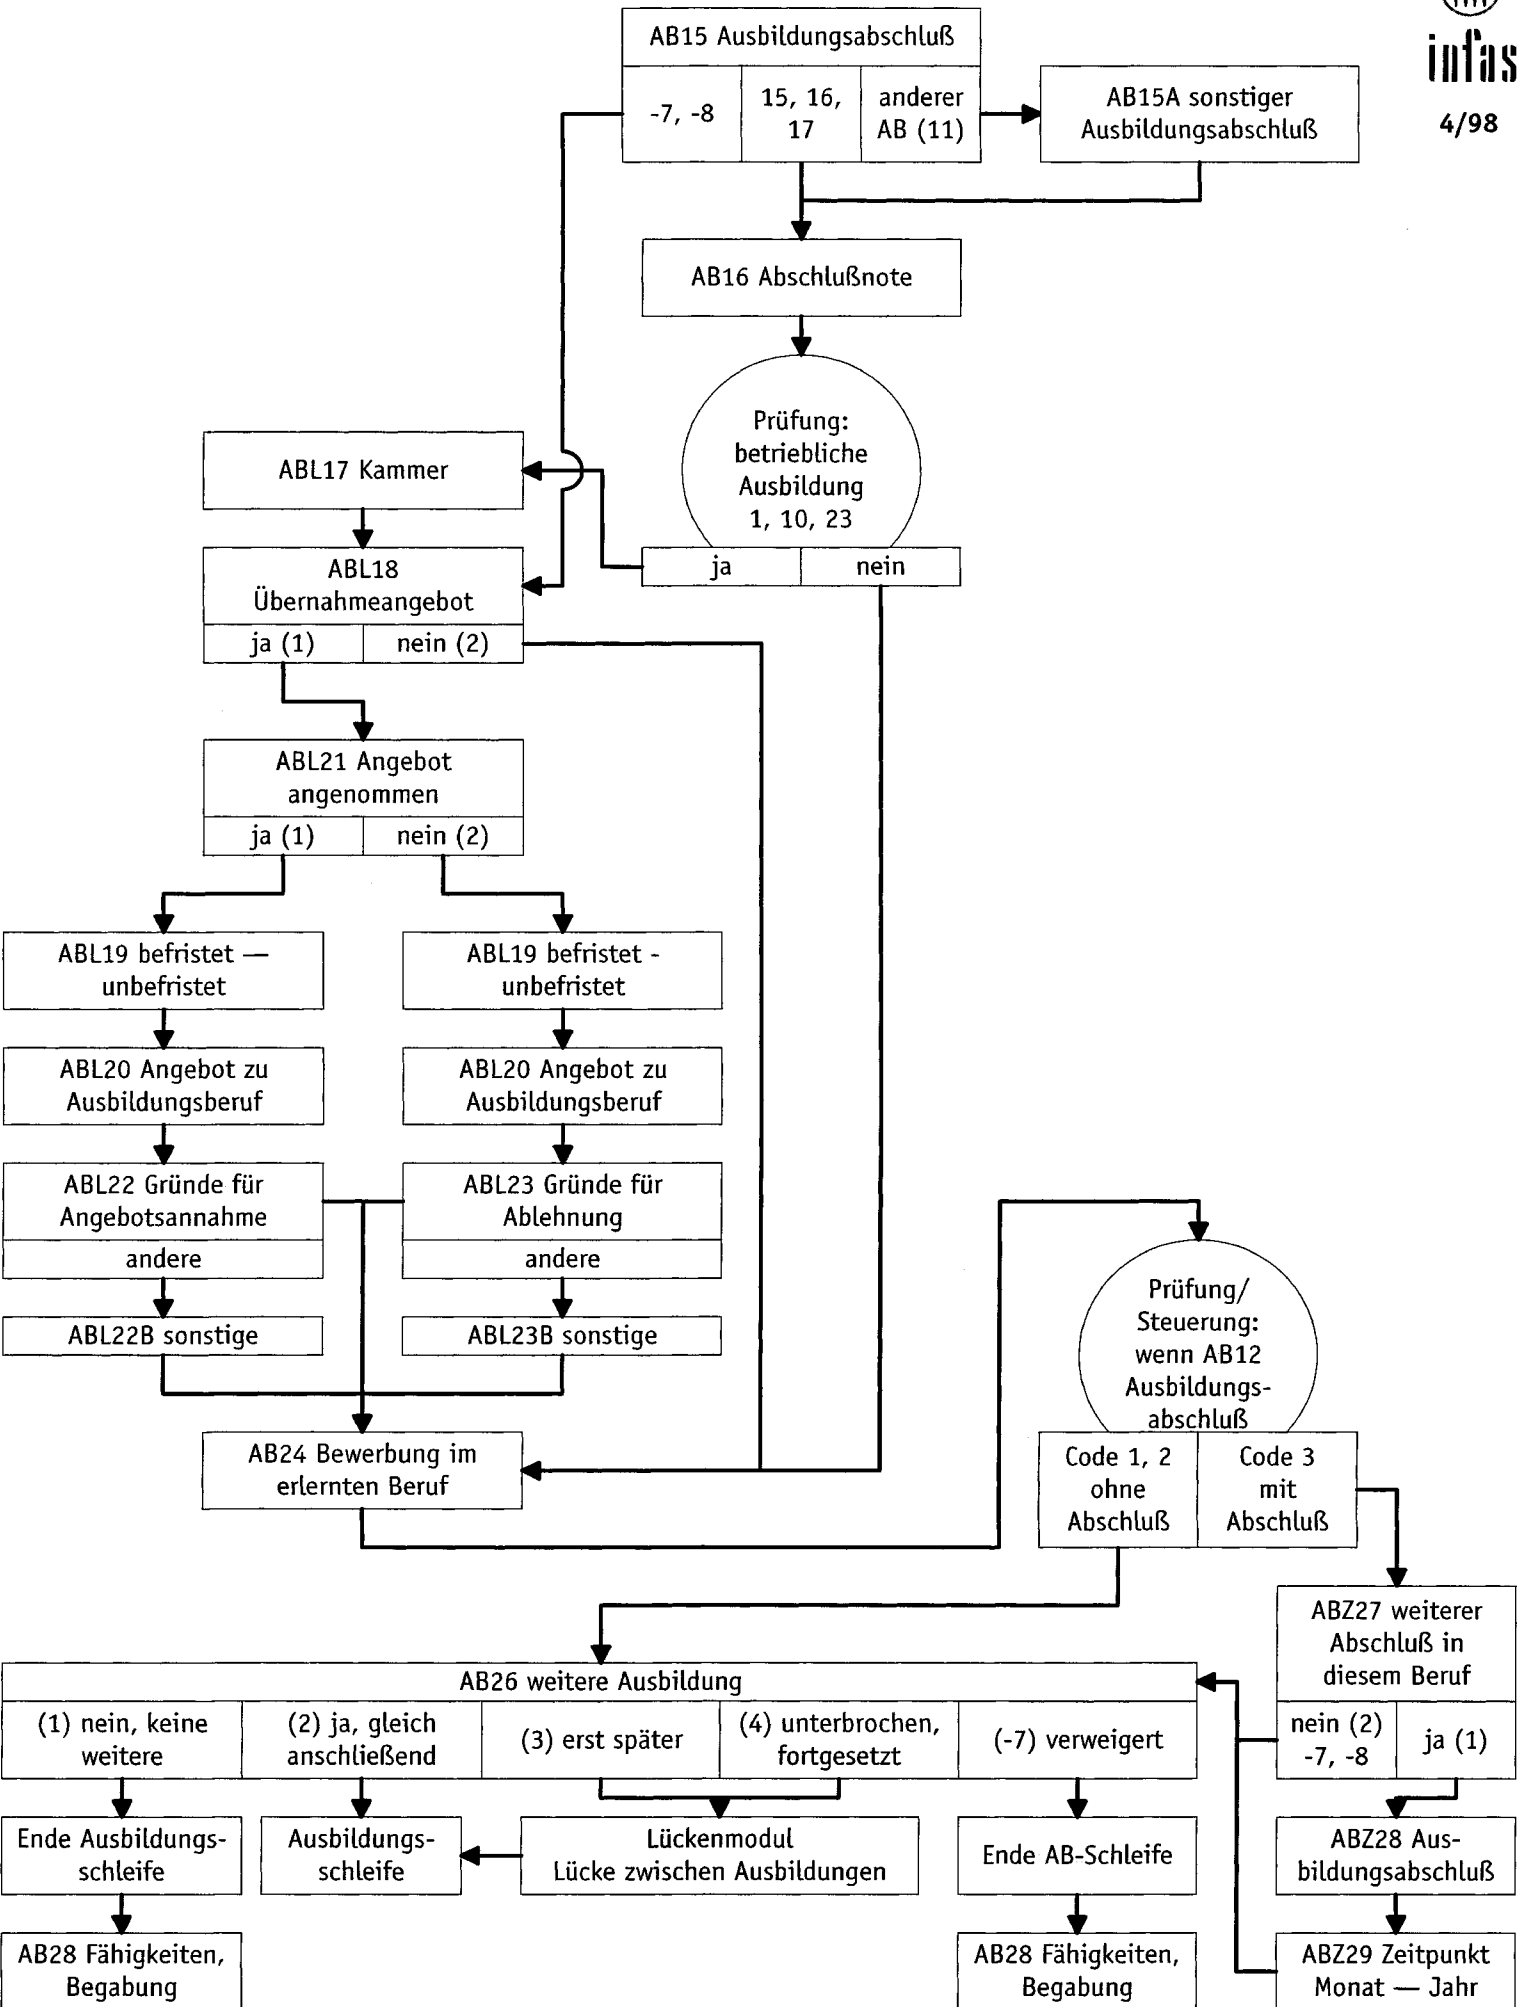 infas
4/98
AB15 Ausbildungsabschluß
-7, -8
15, 16,
17
anderer
AB (11)
AB15A sonstiger
Ausbildungsabschluß
AB16 Abschlußnote
Prüfung:
betriebliche
Ausbildung
1, 10, 23
ja
nein
ABL17 Kammer
ABL18
Übernahmeangebot
ja (1)
nein (2)
ABL21 Angebot
angenommen
ja (1)
nein (2)
ABL19 befristet —
unbefristet
ABL19 befristet -
unbefristet
ABL20 Angebot zu
Ausbildungsberuf
ABL20 Angebot zu
Ausbildungsberuf
ABL22 Gründe für
Angebotsannahme
andere
ABL23 Gründe für
Ablehnung
andere
ABL22B sonstige
ABL23B sonstige
AB24 Bewerbung im
erlernten Beruf
Prüfung/
Steuerung:
wenn AB12
Ausbildungs-
abschluß
Code 1, 2
ohne
Abschluß
Code 3
mit
Abschluß
ABZ27 weiterer
Abschluß in
diesem Beruf
nein (2)
-7, -8
ja (1)
AB26 weitere Ausbildung
(1) nein, keine
weitere
(2) ja, gleich
anschließend
(3) erst später
(4) unterbrochen,
fortgesetzt
(-7) verweigert
Ende Ausbildungs-
schleife
Ausbildungs-
schleife
Lückenmodul
Lücke zwischen Ausbildungen
Ende AB-Schleife
ABZ28 Aus-
bildungsabschluß
AB28 Fähigkeiten,
Begabung
AB28 Fähigkeiten,
Begabung
ABZ29 Zeitpunkt
Monat — Jahr